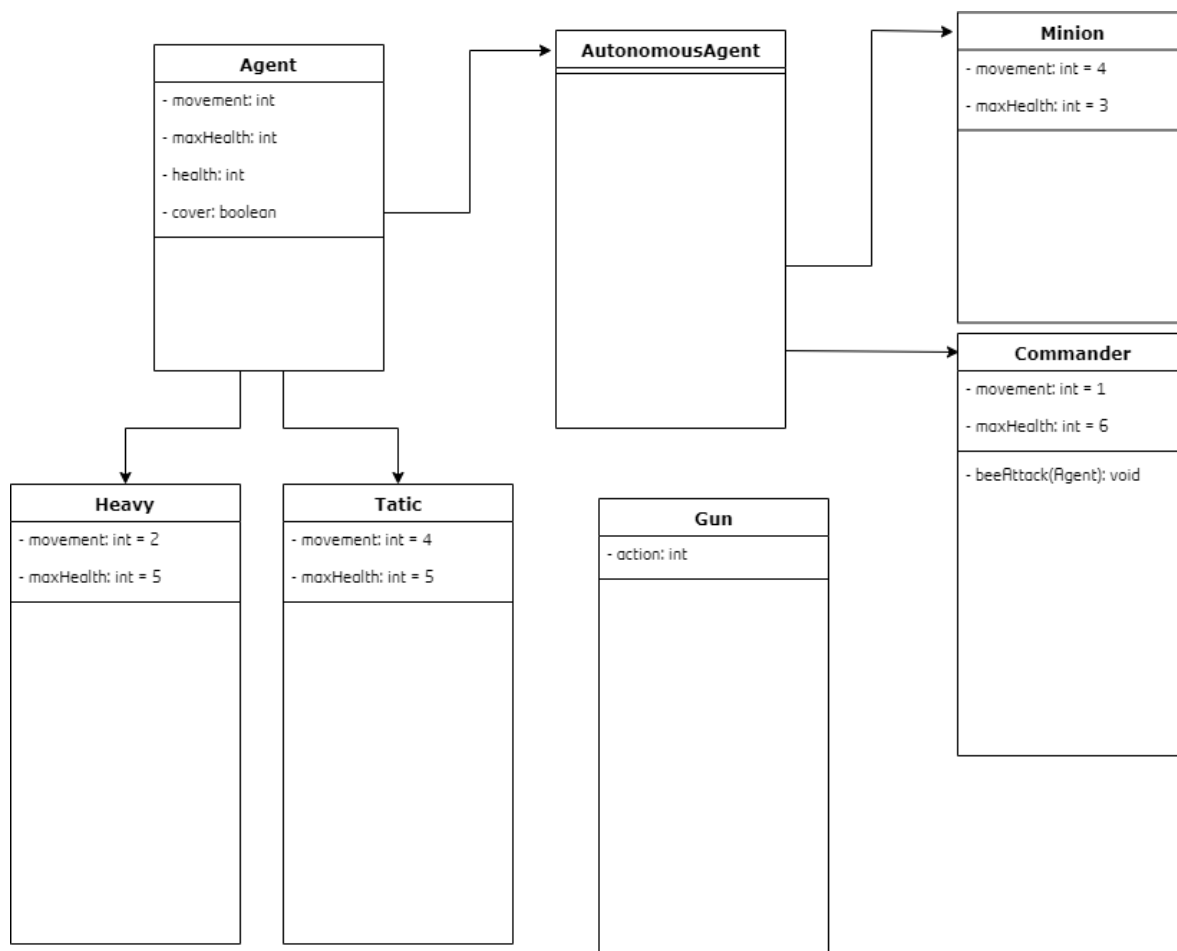 Agent
- movement: int
- maxHealth: int
- health: int
- cover: boolean
AutonomousAgent
Minion
- movement: int = 4
- maxHealth: int = 3
Commander
- movement: int = 1
- maxHealth: int = 6
- beeAttack(Agent): void
Heavy
- movement: int = 2
- maxHealth: int = 5
Tatic
- movement: int = 4
- maxHealth: int = 5
Gun
- action: int